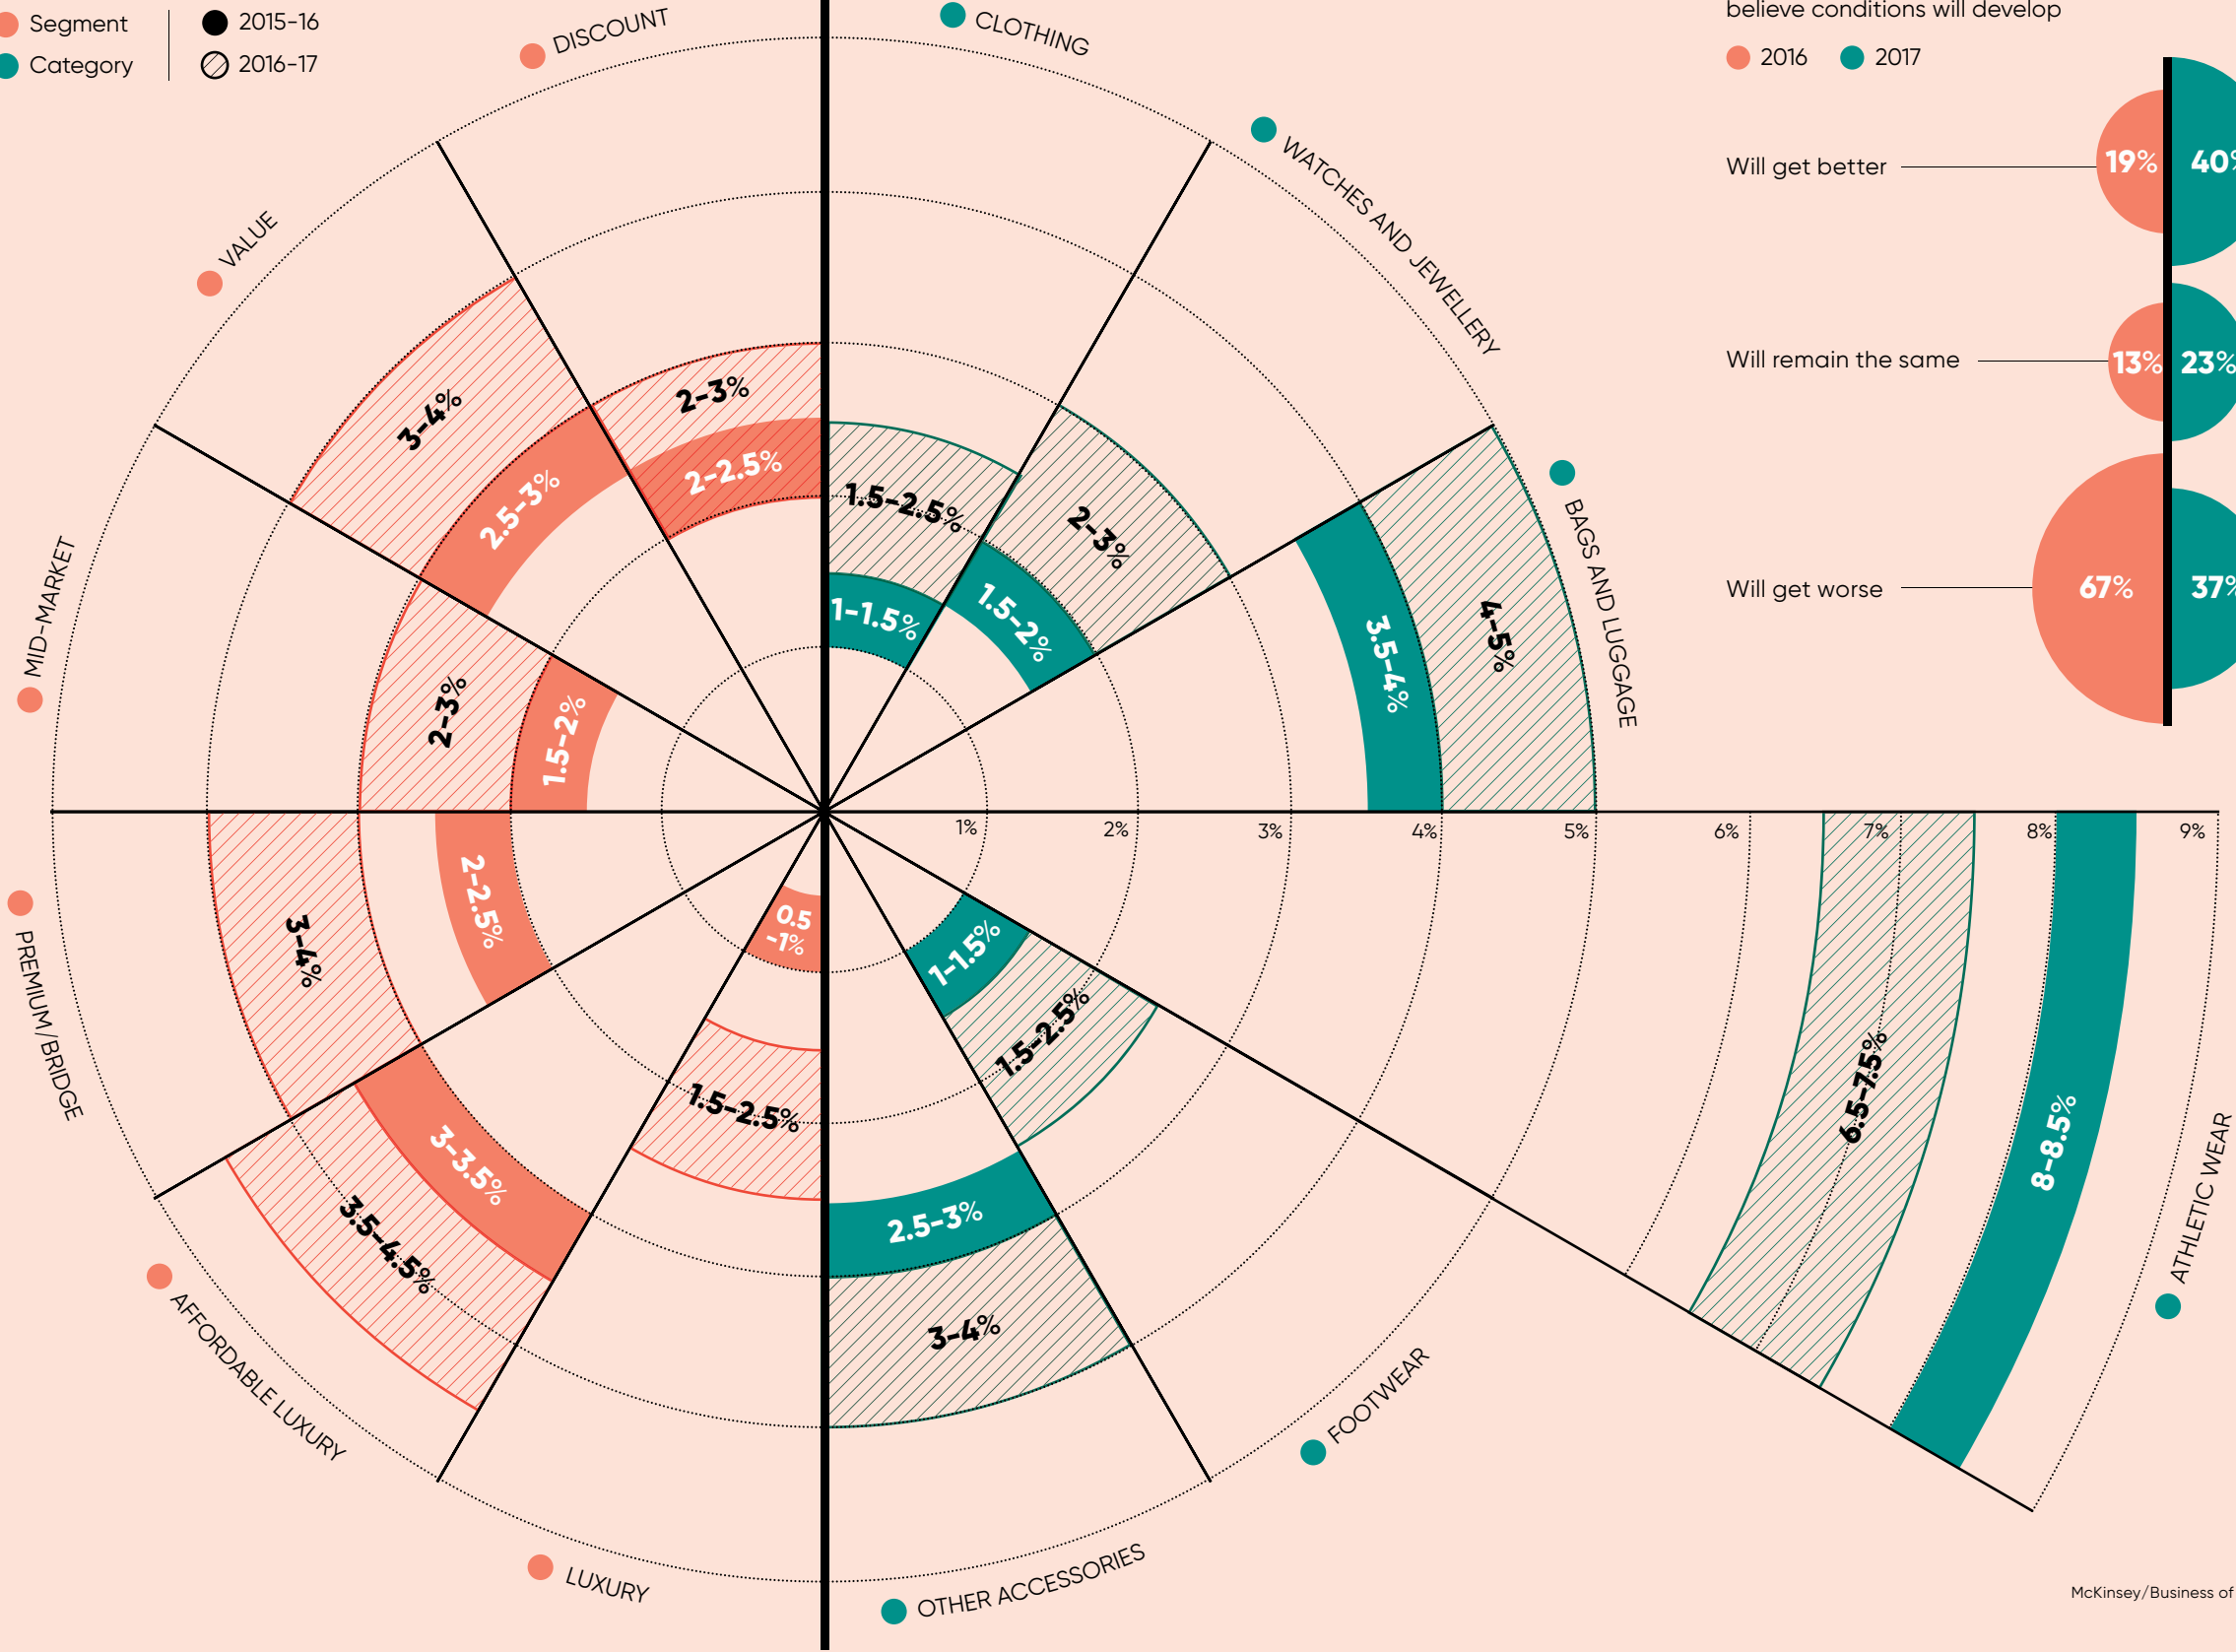 Segment
Category
2015-16
2016-17
DISCOUNT
2-3%
2-2.5%
VALUE
3-4%
2.5-3%
MID-MARKET
2-3%
1.5-2%
PREMIUM/BRIDGE
3-4%
2-2.5%
AFFORDABLE LUXURY
3.5-4.5%
3-3.5%
LUXURY
0.5
-1%
1.5-2.5%
CLOTHING
1.5-2.5%
1-1.5%
WATCHES AND JEWELLERY
2-3%
1.5-2%
BAGS AND LUGGAGE
3.5-4%
4-5%
1% 2% 3% 4% 5% 6% 7% 8% 9%
ATHLETIC WEAR
6.5-7.5%
8-8.5%
FOOTWEAR
1-1.5%
1.5-2.5%
OTHER ACCESSORIES
2.5-3%
3-4%
believe conditions will develop
2016 2017
Will get better 19% 40%
Will remain the same 13% 23%
Will get worse 67% 37%
McKinsey/Business of